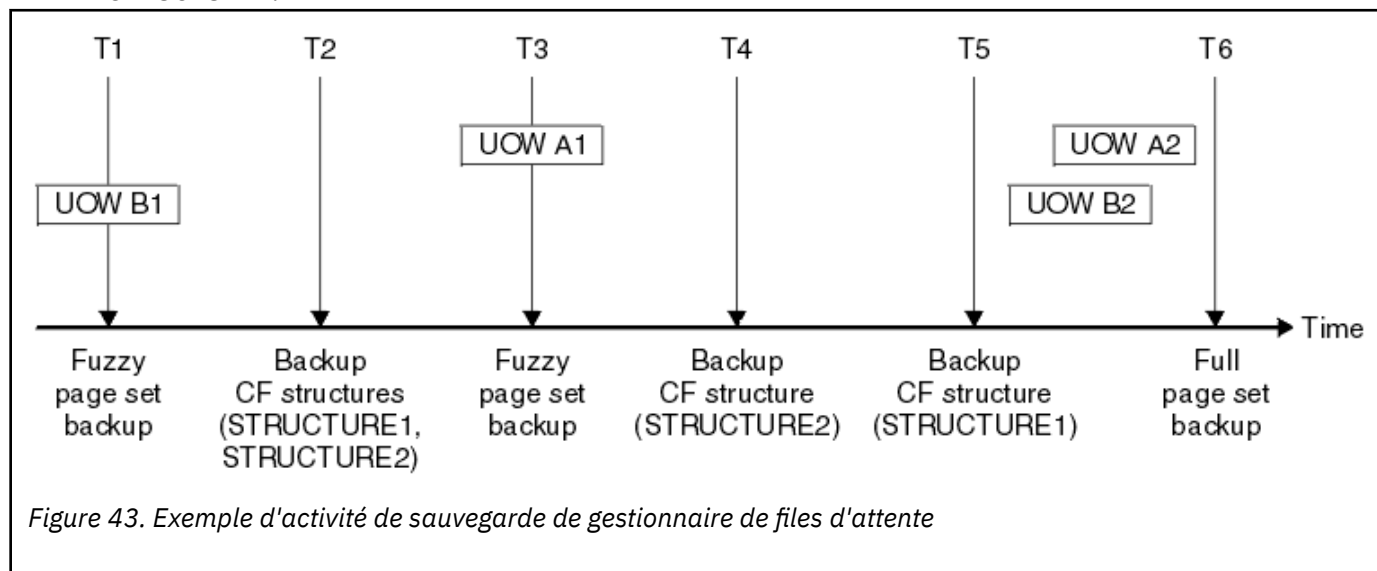 T1
T2
T3
T4
T5
T6
UOW A1
UOW A2
UOW B1
UOW B2
Time
Fuzzy
page set
backup
Backup
CF structures
(STRUCTURE1,
STRUCTURE2)
Fuzzy
page set
backup
Backup
CF structure
(STRUCTURE2)
Backup
CF structure
(STRUCTURE1)
Full
page set
backup
Figure 43. Exemple d'activité de sauvegarde de gestionnaire de files d'attente